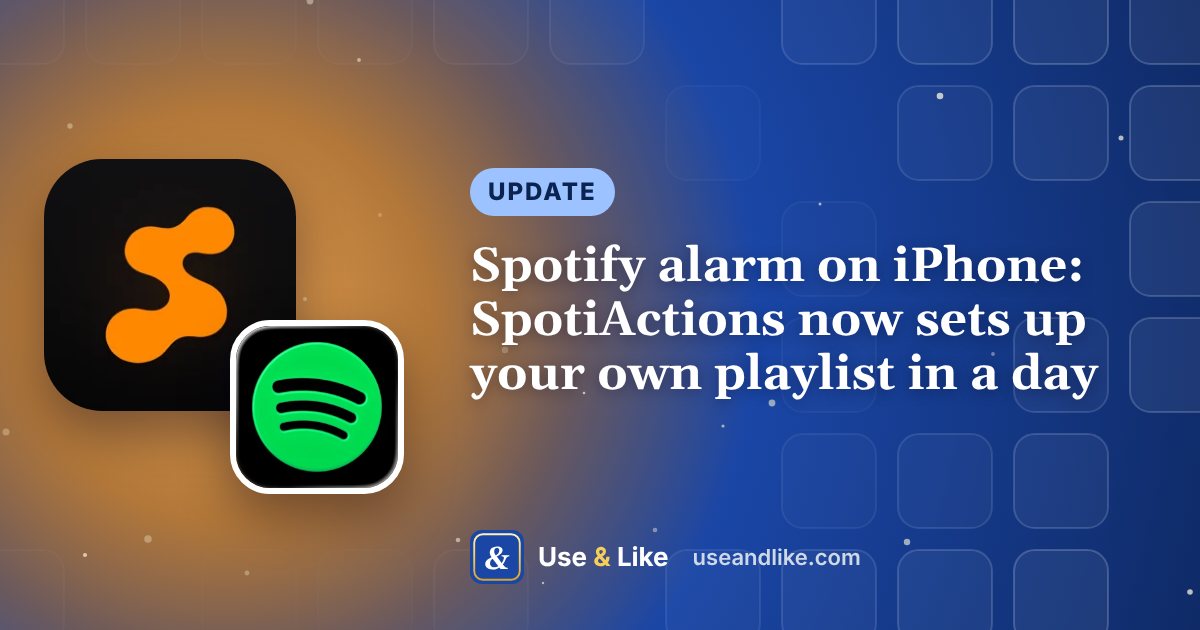 UPDATE
Spotify alarm on iPhone:
SpotiActions now sets up
your own playlist in a day
& Use & Like useandlike.com